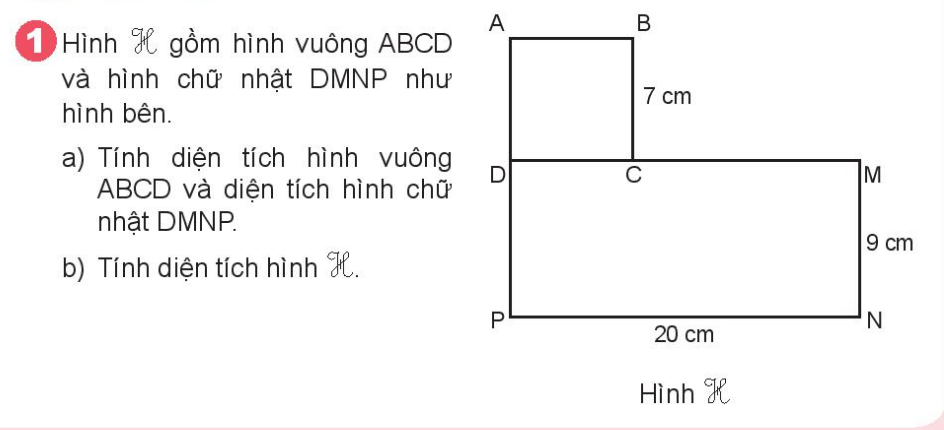 1 Hình ℋ gồm hình vuông ABCD
và hình chữ nhật DMNP như
hình bên.
a) Tính diện tích hình vuông
ABCD và diện tích hình chữ
nhật DMNP.
b) Tính diện tích hình ℋ.
A B
7 cm
D C M
9 cm
P N
20 cm
Hình ℋ